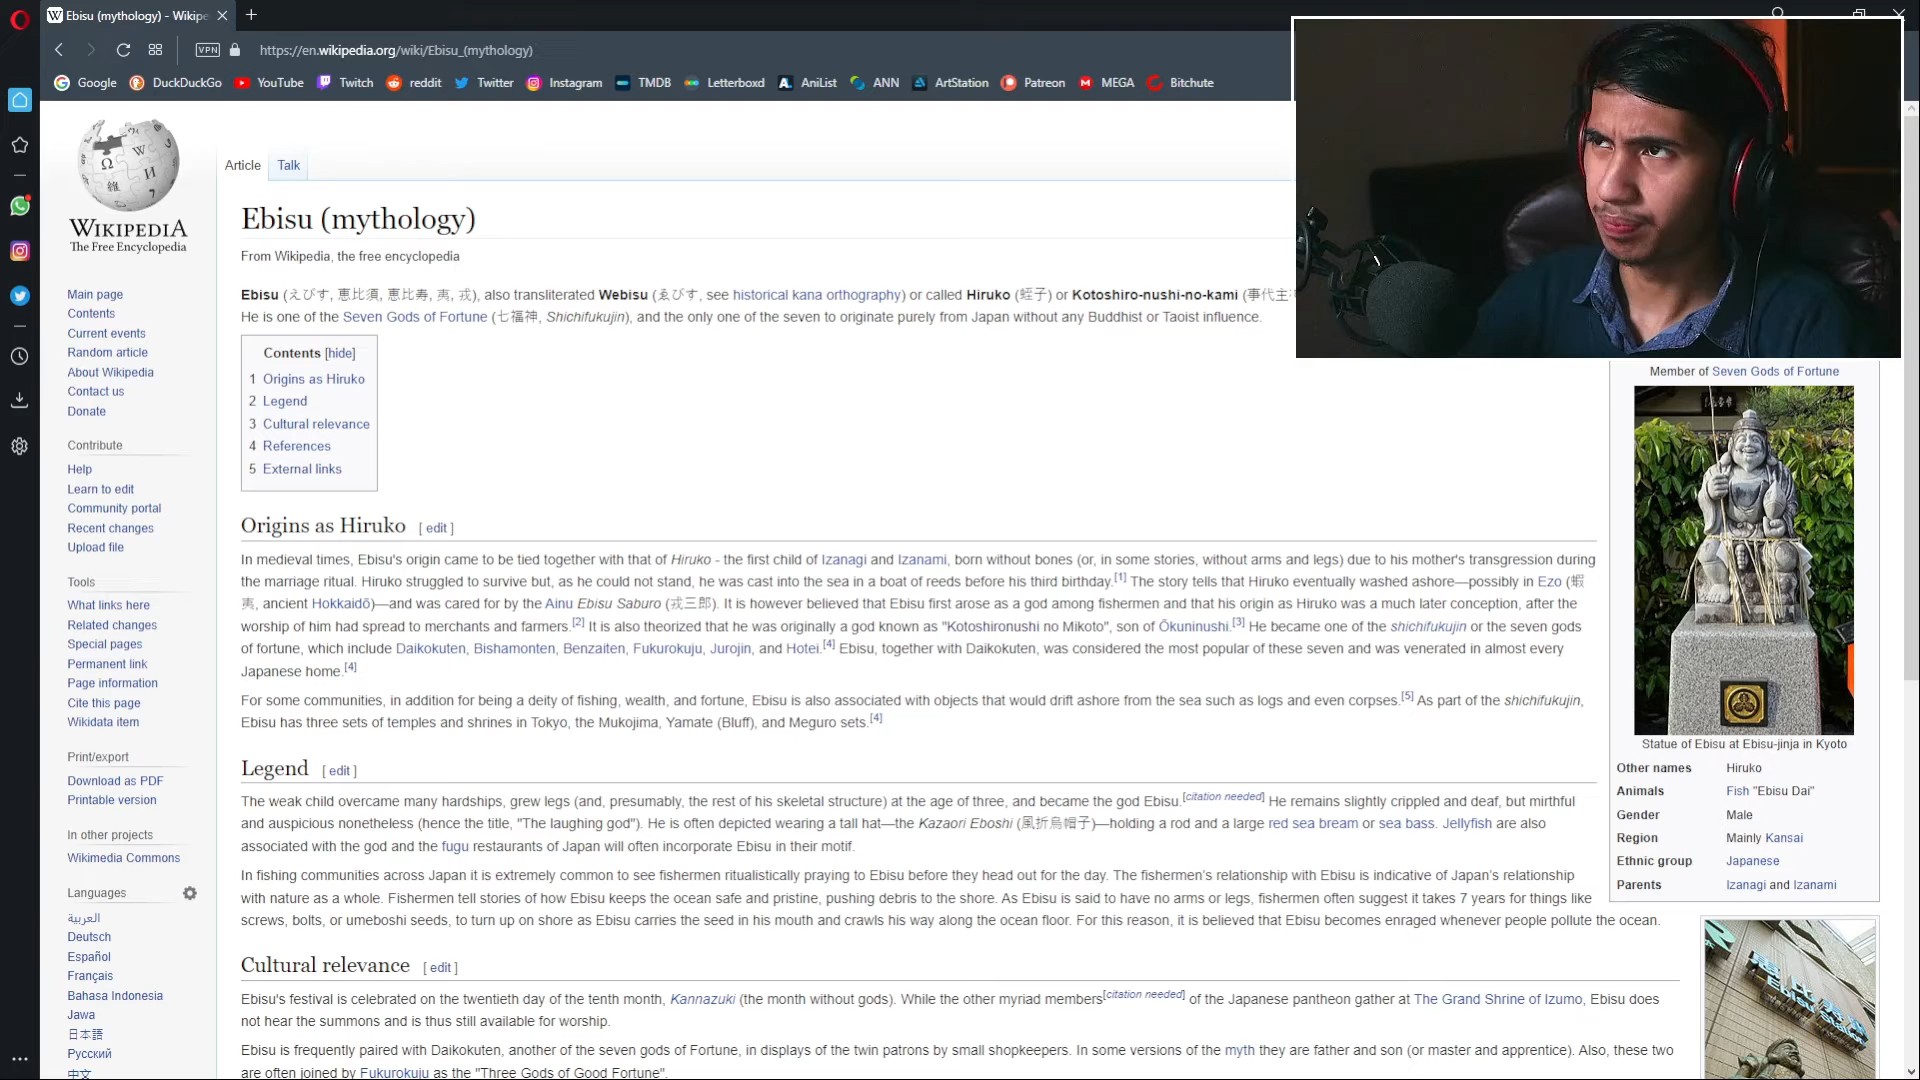 Ebisu (mythology) - Wikipe
VPN
https://en.wikipedia.org/wiki/Ebisu_(mythology)
Google DuckDuckGo YouTube Twitch reddit Twitter Instagram TMDB Letterboxd AniList ANN ArtStation Patreon MEGA Bitchute
WIKIPEDIA
The Free Encyclopedia
Main page
Contents
Current events
Random article
About Wikipedia
Contact us
Donate
Contribute
Help
Learn to edit
Community portal
Recent changes
Upload file
Tools
What links here
Related changes
Special pages
Permanent link
Page information
Cite this page
Wikidata item
Print/export
Download as PDF
Printable version
In other projects
Wikimedia Commons
Languages
العربية
Deutsch
Español
Français
Bahasa Indonesia
Jawa
日本語
Русский
中文
Article Talk
Ebisu (mythology)
From Wikipedia, the free encyclopedia
Ebisu (えびす, 恵比須, 恵比寿, 夷, 戎), also transliterated Webisu (ゑびす, see historical kana orthography) or called Hiruko (蛭子) or Kotoshiro-nushi-no-kami (事代主
He is one of the Seven Gods of Fortune (七福神, Shichifukujin), and the only one of the seven to originate purely from Japan without any Buddhist or Taoist influence.
Contents [hide]
1 Origins as Hiruko
2 Legend
3 Cultural relevance
4 References
5 External links
Origins as Hiruko [ edit ]
In medieval times, Ebisu's origin came to be tied together with that of Hiruko - the first child of Izanagi and Izanami, born without bones (or, in some stories, without arms and legs) due to his mother's transgression during
the marriage ritual. Hiruko struggled to survive but, as he could not stand, he was cast into the sea in a boat of reeds before his third birthday.[1] The story tells that Hiruko eventually washed ashore—possibly in Ezo (蝦
夷, ancient Hokkaidō)—and was cared for by the Ainu Ebisu Saburo (戎三郎). It is however believed that Ebisu first arose as a god among fishermen and that his origin as Hiruko was a much later conception, after the
worship of him had spread to merchants and farmers.[2] It is also theorized that he was originally a god known as "Kotoshironushi no Mikoto", son of Ōkuninushi.[3] He became one of the shichifukujin or the seven gods
of fortune, which include Daikokuten, Bishamonten, Benzaiten, Fukurokuju, Jurojin, and Hotei.[4] Ebisu, together with Daikokuten, was considered the most popular of these seven and was venerated in almost every
Japanese home.[4]
For some communities, in addition for being a deity of fishing, wealth, and fortune, Ebisu is also associated with objects that would drift ashore from the sea such as logs and even corpses.[5] As part of the shichifukujin,
Ebisu has three sets of temples and shrines in Tokyo, the Mukojima, Yamate (Bluff), and Meguro sets.[4]
Legend [ edit ]
The weak child overcame many hardships, grew legs (and, presumably, the rest of his skeletal structure) at the age of three, and became the god Ebisu.[citation needed] He remains slightly crippled and deaf, but mirthful
and auspicious nonetheless (hence the title, "The laughing god"). He is often depicted wearing a tall hat—the Kazaori Eboshi (風折烏帽子)—holding a rod and a large red sea bream or sea bass. Jellyfish are also
associated with the god and the fugu restaurants of Japan will often incorporate Ebisu in their motif.
In fishing communities across Japan it is extremely common to see fishermen ritualistically praying to Ebisu before they head out for the day. The fishermen's relationship with Ebisu is indicative of Japan's relationship
with nature as a whole. Fishermen tell stories of how Ebisu keeps the ocean safe and pristine, pushing debris to the shore. As Ebisu is said to have no arms or legs, fishermen often suggest it takes 7 years for things like
screws, bolts, or umeboshi seeds, to turn up on shore as Ebisu carries the seed in his mouth and crawls his way along the ocean floor. For this reason, it is believed that Ebisu becomes enraged whenever people pollute the ocean.
Cultural relevance [ edit ]
Ebisu's festival is celebrated on the twentieth day of the tenth month, Kannazuki (the month without gods). While the other myriad members[citation needed] of the Japanese pantheon gather at The Grand Shrine of Izumo, Ebisu does
not hear the summons and is thus still available for worship.
Ebisu is frequently paired with Daikokuten, another of the seven gods of Fortune, in displays of the twin patrons by small shopkeepers. In some versions of the myth they are father and son (or master and apprentice). Also, these two
are often joined by Fukurokuju as the "Three Gods of Good Fortune".
Member of Seven Gods of Fortune
Statue of Ebisu at Ebisu-jinja in Kyoto
Other names Hiruko
Animals Fish "Ebisu Dai"
Gender Male
Region Mainly Kansai
Ethnic group Japanese
Parents Izanagi and Izanami
恵比寿駅
Ebisu Station